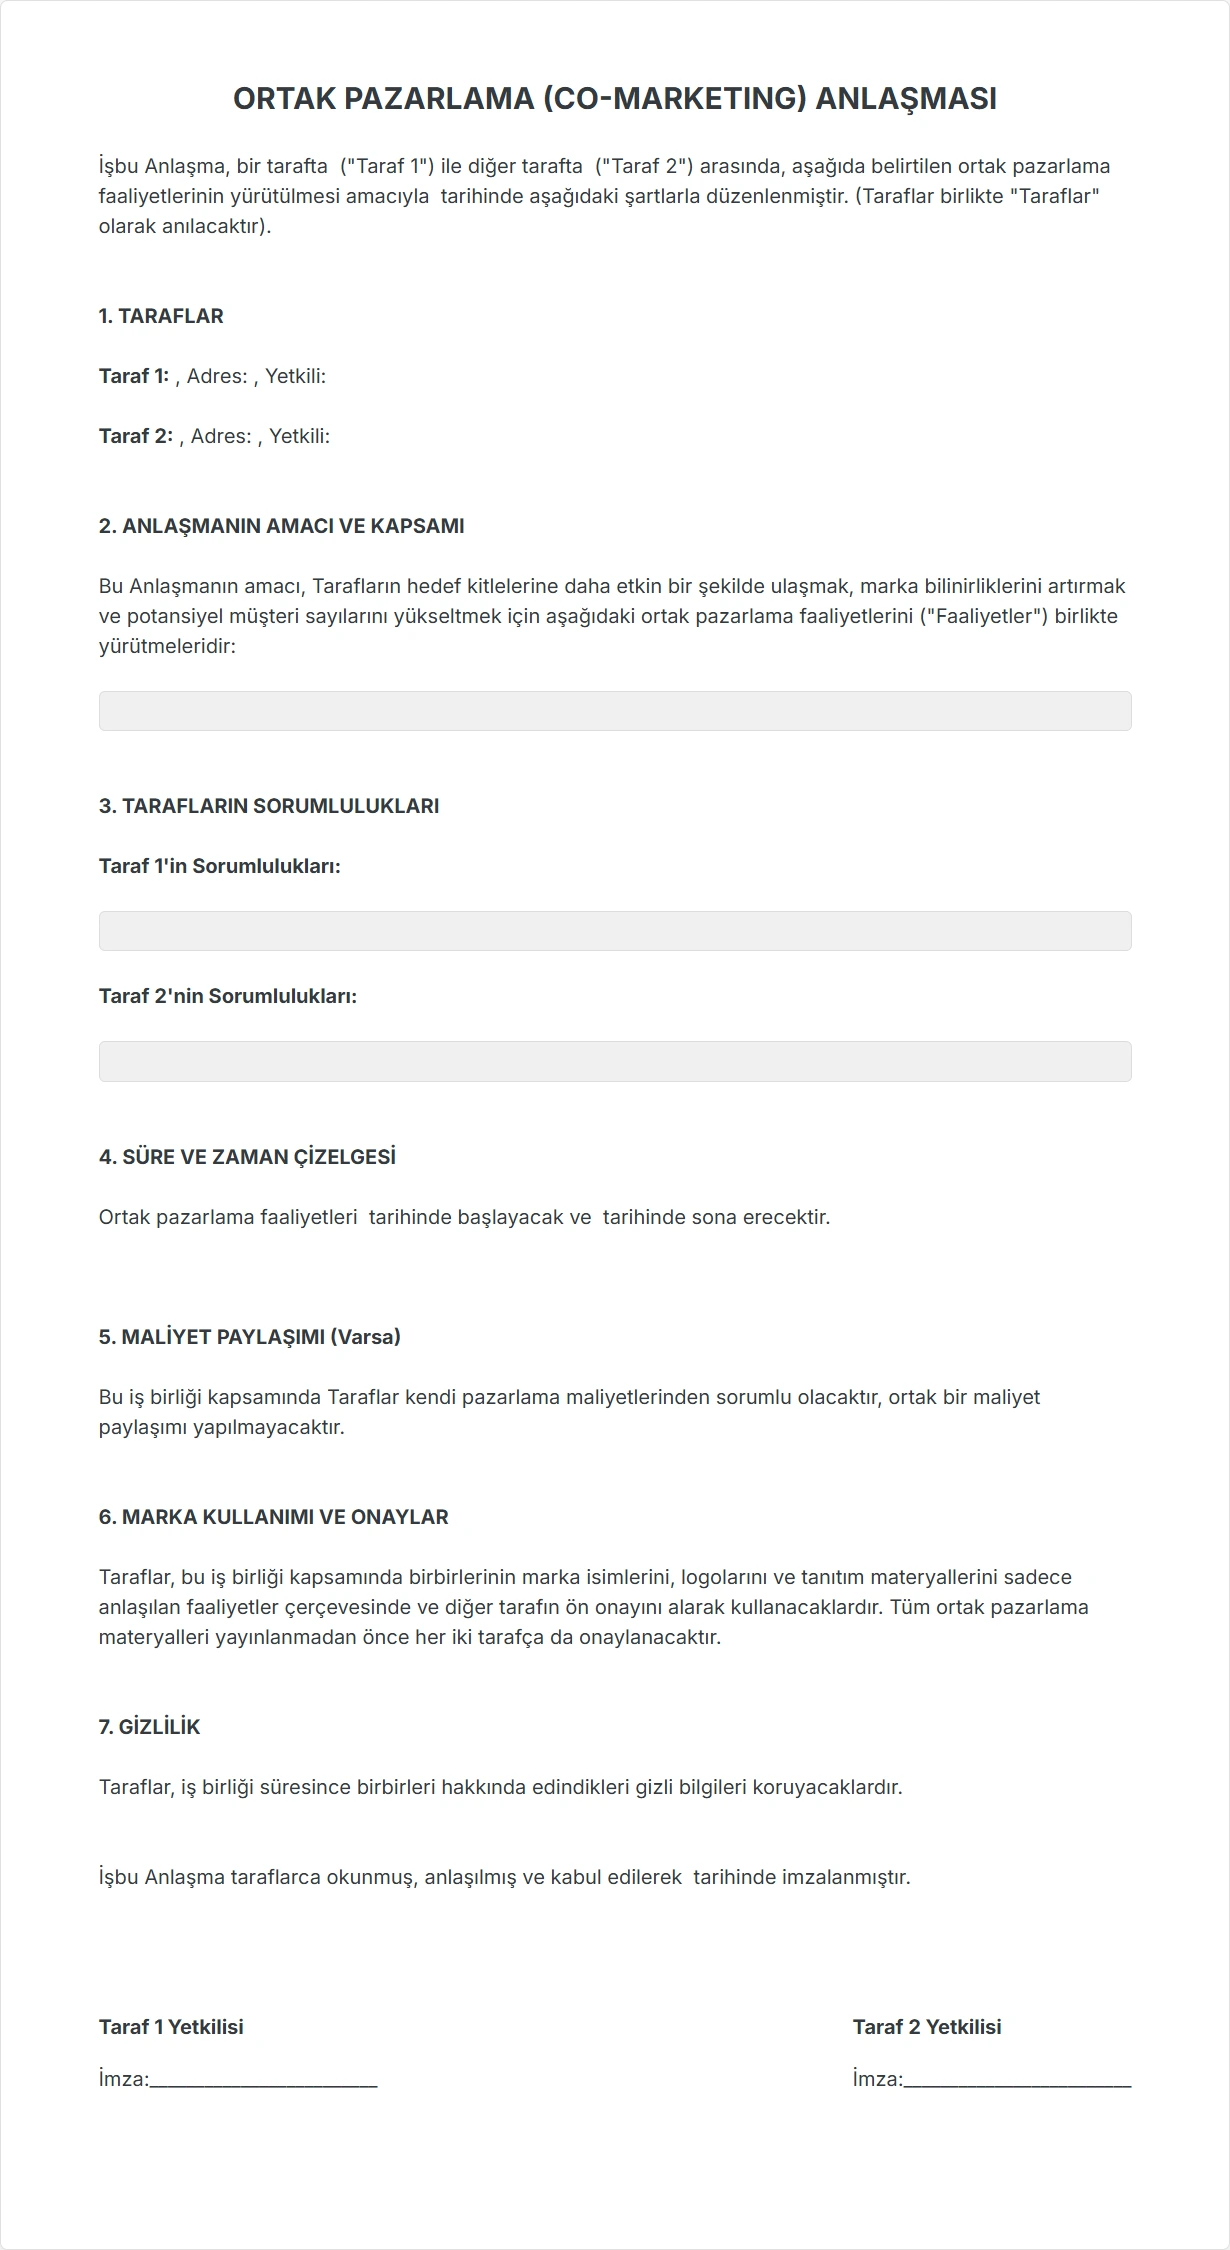 ORTAK PAZARLAMA (CO-MARKETING) ANLAŞMASI
İşbu Anlaşma, bir tarafta  ("Taraf 1") ile diğer tarafta  ("Taraf 2") arasında, aşağıda belirtilen ortak pazarlama
faaliyetlerinin yürütülmesi amacıyla  tarihinde aşağıdaki şartlarla düzenlenmiştir. (Taraflar birlikte "Taraflar"
olarak anılacaktır).
1. TARAFLAR
Taraf 1: , Adres: , Yetkili:
Taraf 2: , Adres: , Yetkili:
2. ANLAŞMANIN AMACI VE KAPSAMI
Bu Anlaşmanın amacı, Tarafların hedef kitlelerine daha etkin bir şekilde ulaşmak, marka bilinirliklerini artırmak
ve potansiyel müşteri sayılarını yükseltmek için aşağıdaki ortak pazarlama faaliyetlerini ("Faaliyetler") birlikte
yürütmeleridir:
3. TARAFLARIN SORUMLULUKLARI
Taraf 1'in Sorumlulukları:
Taraf 2'nin Sorumlulukları:
4. SÜRE VE ZAMAN ÇİZELGESİ
Ortak pazarlama faaliyetleri  tarihinde başlayacak ve  tarihinde sona erecektir.
5. MALİYET PAYLAŞIMI (Varsa)
Bu iş birliği kapsamında Taraflar kendi pazarlama maliyetlerinden sorumlu olacaktır, ortak bir maliyet
paylaşımı yapılmayacaktır.
6. MARKA KULLANIMI VE ONAYLAR
Taraflar, bu iş birliği kapsamında birbirlerinin marka isimlerini, logolarını ve tanıtım materyallerini sadece
anlaşılan faaliyetler çerçevesinde ve diğer tarafın ön onayını alarak kullanacaklardır. Tüm ortak pazarlama
materyalleri yayınlanmadan önce her iki tarafça da onaylanacaktır.
7. GİZLİLİK
Taraflar, iş birliği süresince birbirleri hakkında edindikleri gizli bilgileri koruyacaklardır.
İşbu Anlaşma taraflarca okunmuş, anlaşılmış ve kabul edilerek  tarihinde imzalanmıştır.
Taraf 1 Yetkilisi
İmza:_________________________
Taraf 2 Yetkilisi
İmza:_________________________